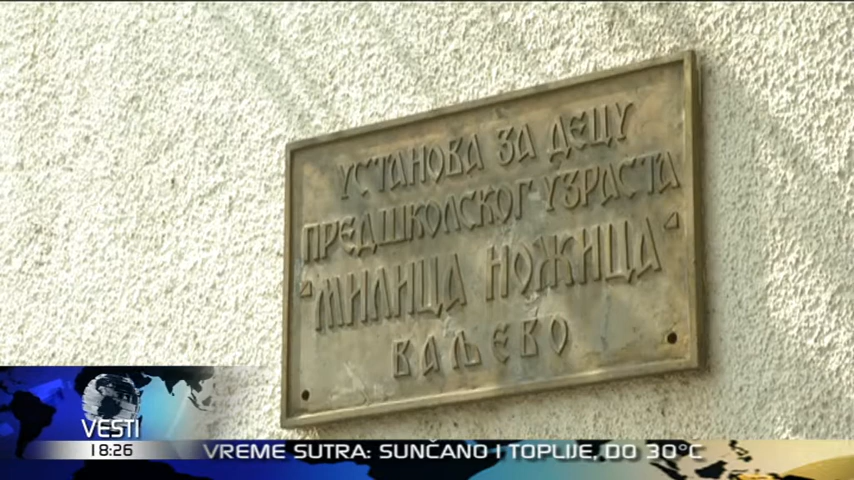 УСТАНОВА ЗА ДЕЦУ
ПРЕДШКОЛСКОГ УЗРАСТА
"МИЛИЦА НОЖИЦА"
ВАЉЕВО
VESTI
18:26
VREME SUTRA: SUNČANO I TOPLIJE, DO 30°C